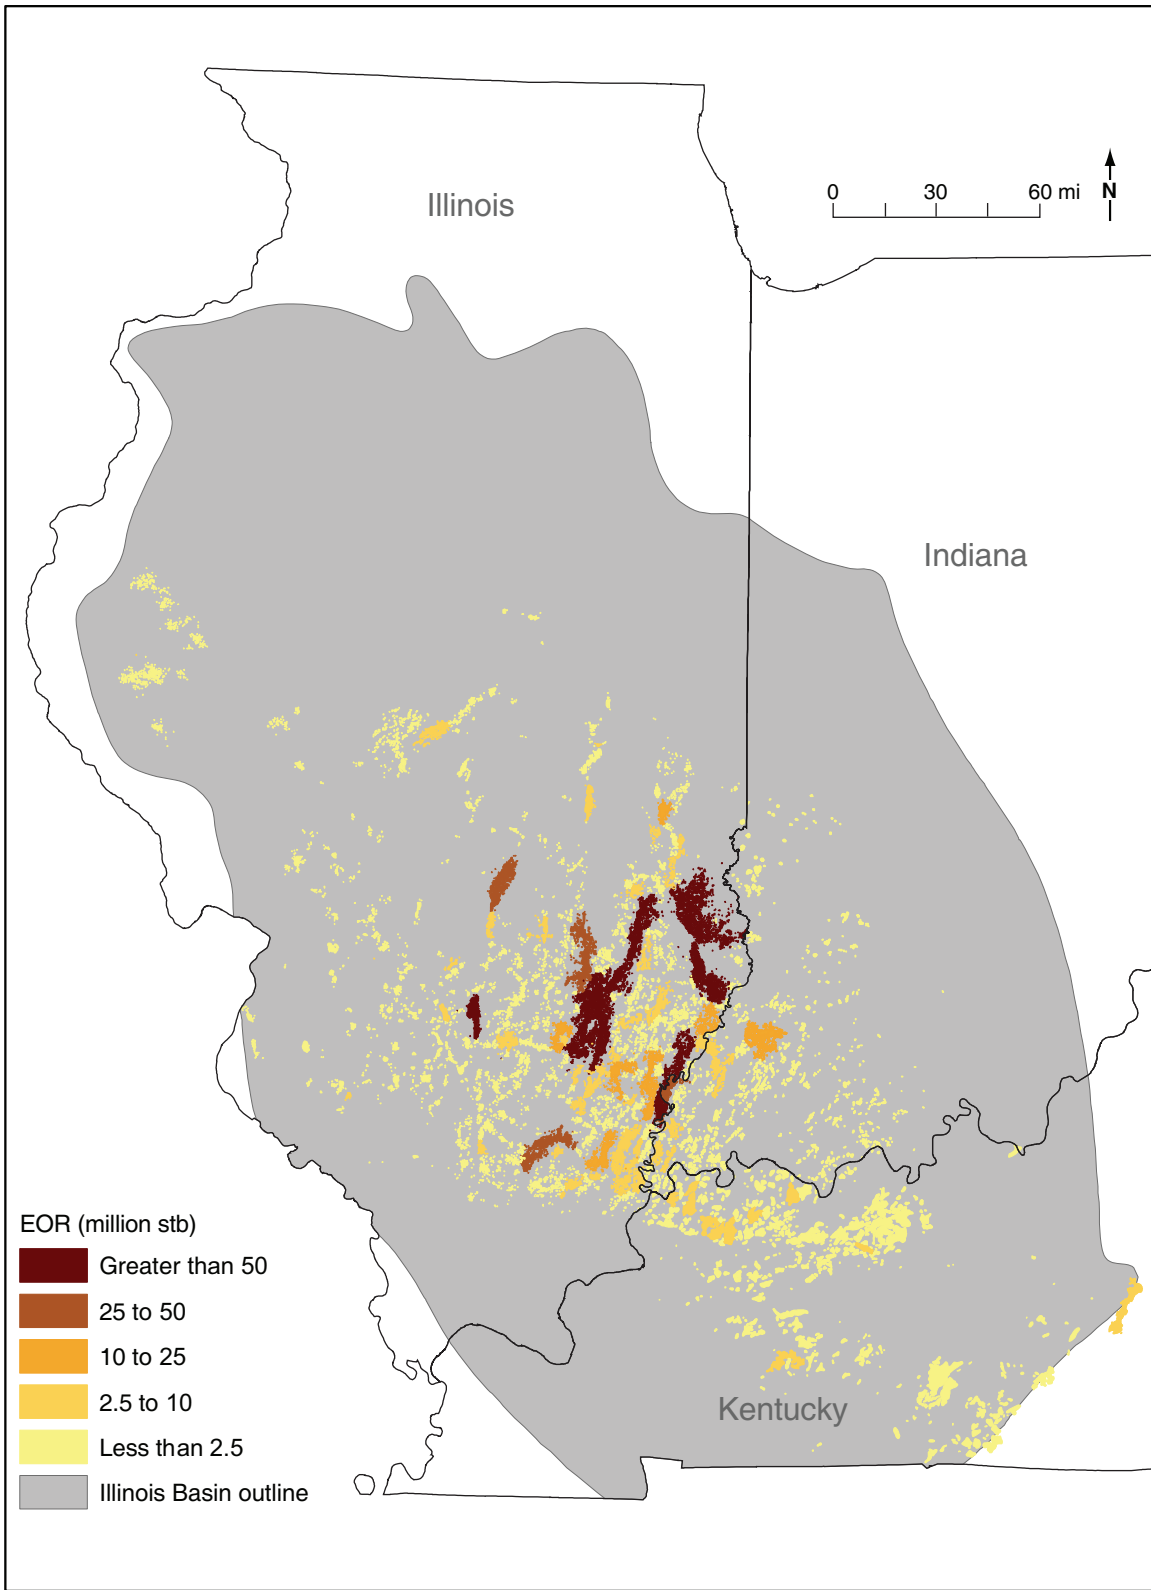 Illinois
0 30 60 mi N
Indiana
EOR (million stb)
Greater than 50
25 to 50
10 to 25
2.5 to 10
Less than 2.5
Illinois Basin outline
Kentucky